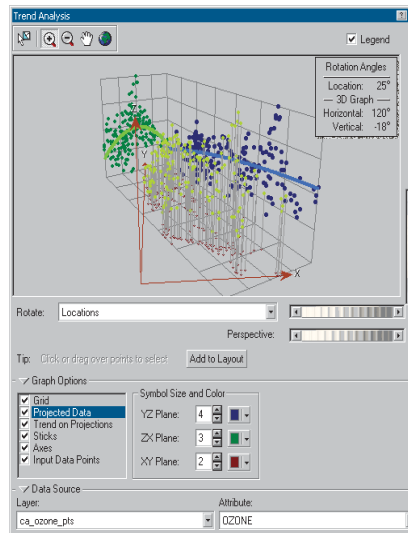 Trend Analysis
?
Legend
Rotation Angles
Location: 25°
3D Graph
Horizontal: 120°
Vertical: -18°
Z
Y
X
Rotate: Locations
Perspective:
Tip: Click or drag over points to select Add to Layout
Graph Options
Grid
Projected Data
Trend on Projections
Sticks
Axes
Input Data Points
Symbol Size and Color
YZ Plane: 4
ZX Plane: 3
XY Plane: 2
Data Source
Layer: Attribute:
ca_ozone_pts OZONE